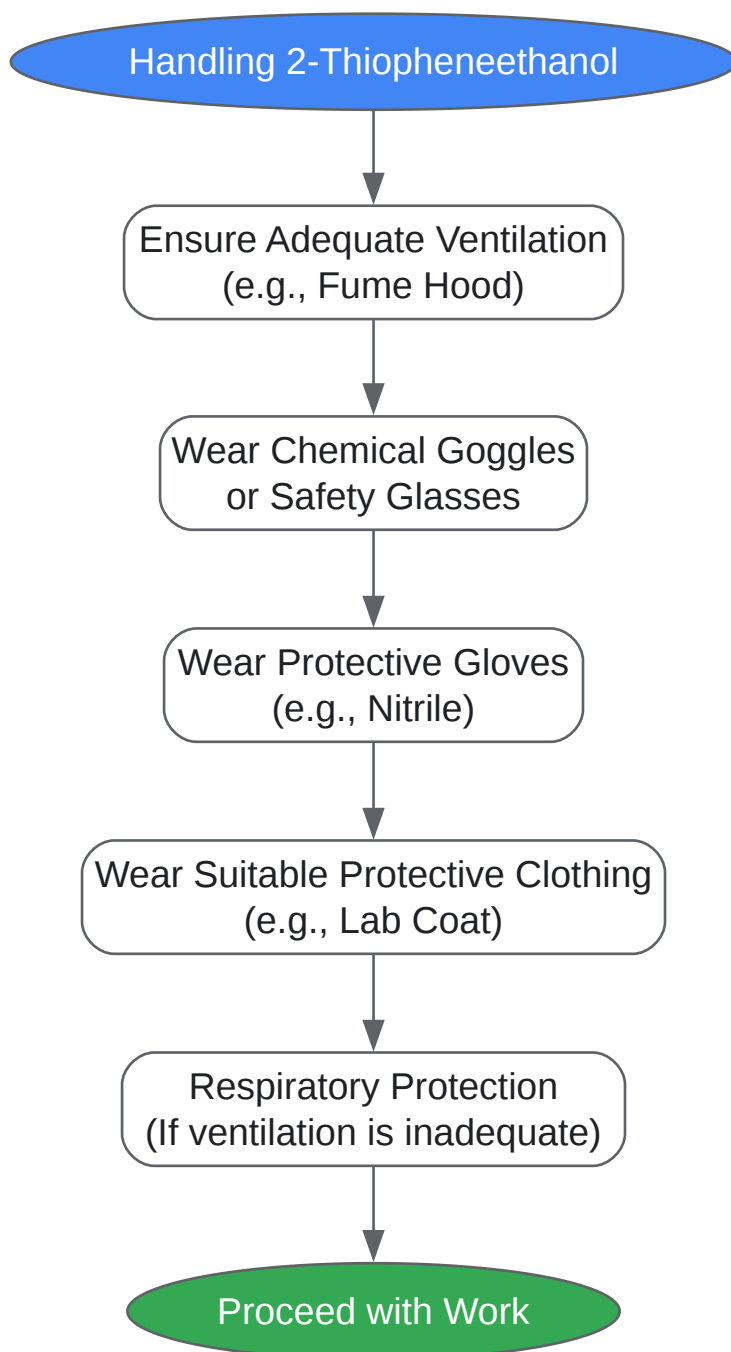 Handling 2-Thiopheneethanol
Ensure Adequate Ventilation
(e.g., Fume Hood)
Wear Chemical Goggles
or Safety Glasses
Wear Protective Gloves
(e.g., Nitrile)
Wear Suitable Protective Clothing
(e.g., Lab Coat)
Respiratory Protection
(If ventilation is inadequate)
Proceed with Work